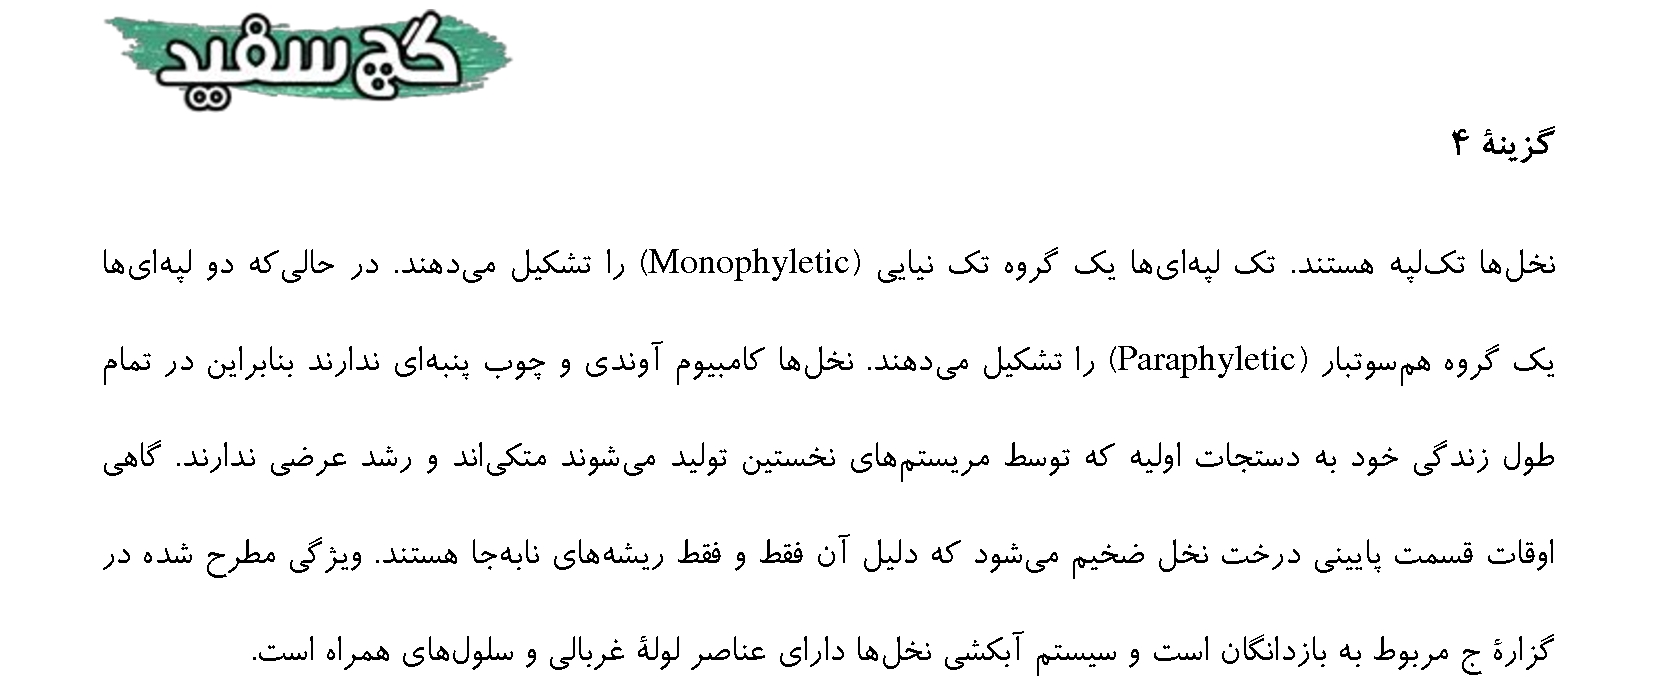 گچ سفید
گزینهٔ ۴
نخل‌ها تک‌لپه هستند. تک لپه‌ای‌ها یک گروه تک نیایی (Monophyletic) را تشکیل می‌دهند. در حالی‌که دو لپه‌ای‌ها
یک گروه هم‌سوتبار (Paraphyletic) را تشکیل می‌دهند. نخل‌ها کامبیوم آوندی و چوب پنبه‌ای ندارند بنابراین در تمام
طول زندگی خود به دستجات اولیه که توسط مریستم‌های نخستین تولید می‌شوند متکی‌اند و رشد عرضی ندارند. گاهی
اوقات قسمت پایینی درخت نخل ضخیم می‌شود که دلیل آن فقط و فقط ریشه‌های نابه‌جا هستند. ویژگی مطرح شده در
گزارهٔ ج مربوط به بازدانگان است و سیستم آبکشی نخل‌ها دارای عناصر لولهٔ غربالی و سلول‌های همراه است.